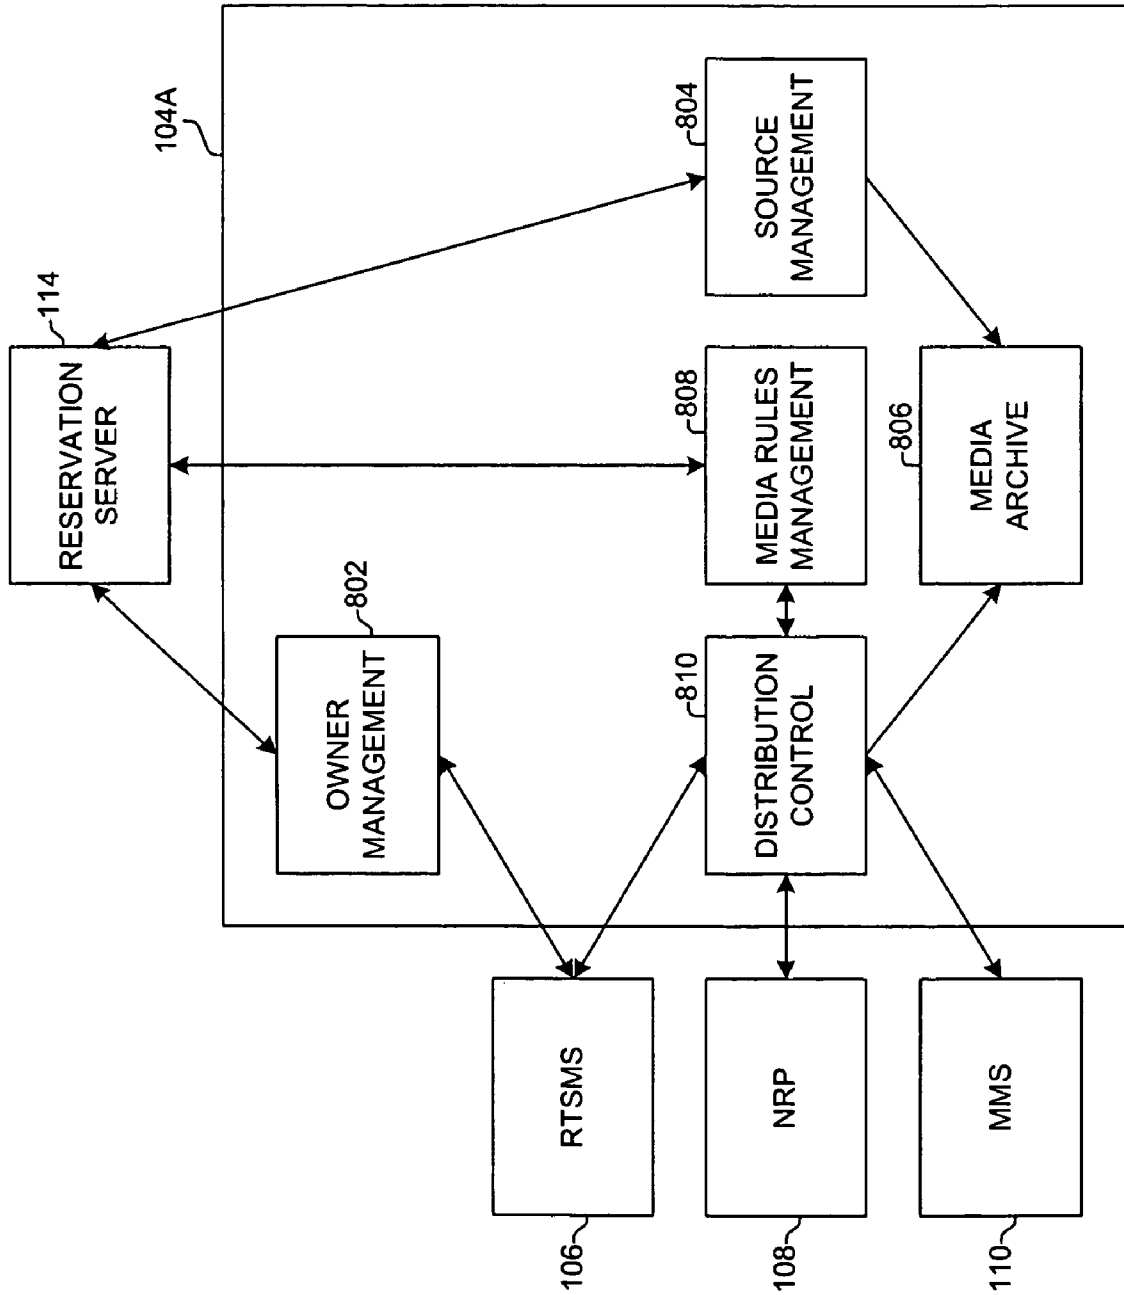 104A
114
RESERVATION
SERVER
802
OWNER
MANAGEMENT
804
SOURCE
MANAGEMENT
808
MEDIA RULES
MANAGEMENT
810
DISTRIBUTION
CONTROL
806
MEDIA
ARCHIVE
RTSMS
106
NRP
108
MMS
110